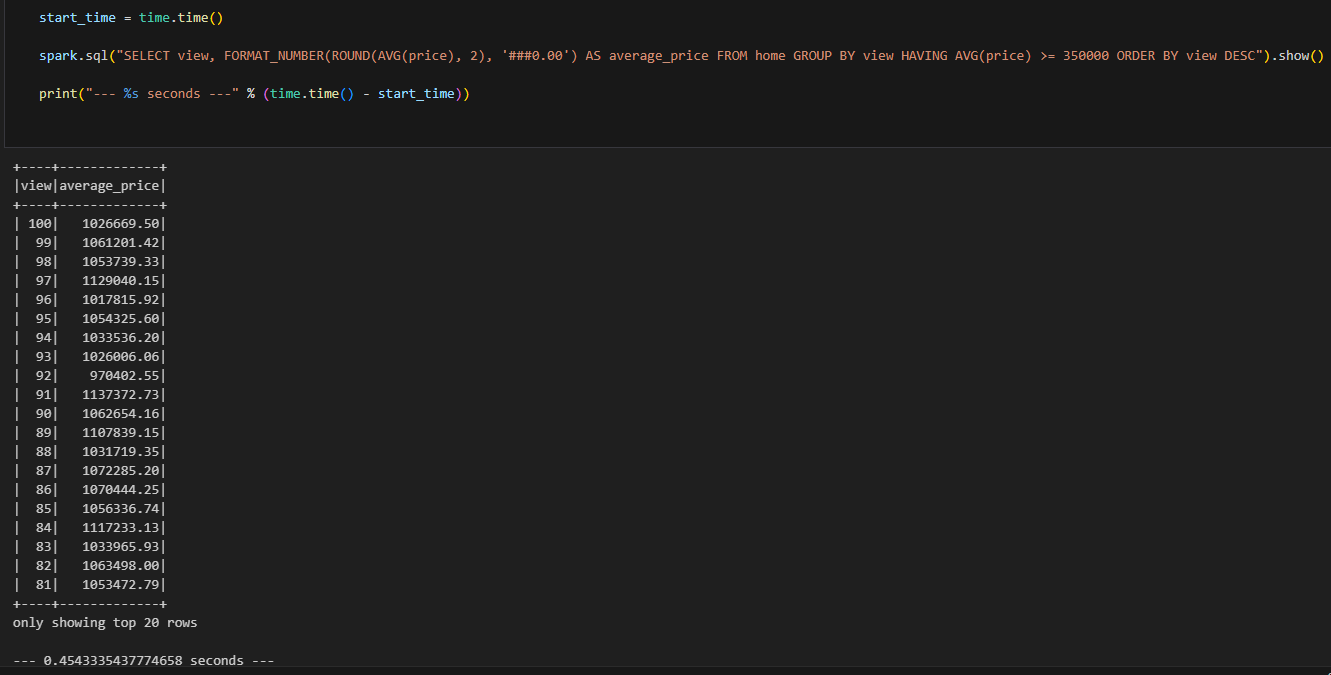 start_time = time.time()
spark.sql("SELECT view, FORMAT_NUMBER(ROUND(AVG(price), 2), '###0.00') AS average_price FROM home GROUP BY view HAVING AVG(price) >= 350000 ORDER BY view DESC").show()
print("--- %s seconds ---" % (time.time() - start_time))
+----+-------------+
|view|average_price|
+----+-------------+
| 100|   1026669.50|
|  99|   1061201.42|
|  98|   1053739.33|
|  97|   1129040.15|
|  96|   1017815.92|
|  95|   1054325.60|
|  94|   1033536.20|
|  93|   1026006.06|
|  92|    970402.55|
|  91|   1137372.73|
|  90|   1062654.16|
|  89|   1107839.15|
|  88|   1031719.35|
|  87|   1072285.20|
|  86|   1070444.25|
|  85|   1056336.74|
|  84|   1117233.13|
|  83|   1033965.93|
|  82|   1063498.00|
|  81|   1053472.79|
+----+-------------+
only showing top 20 rows
--- 0.4543335437774658 seconds ---